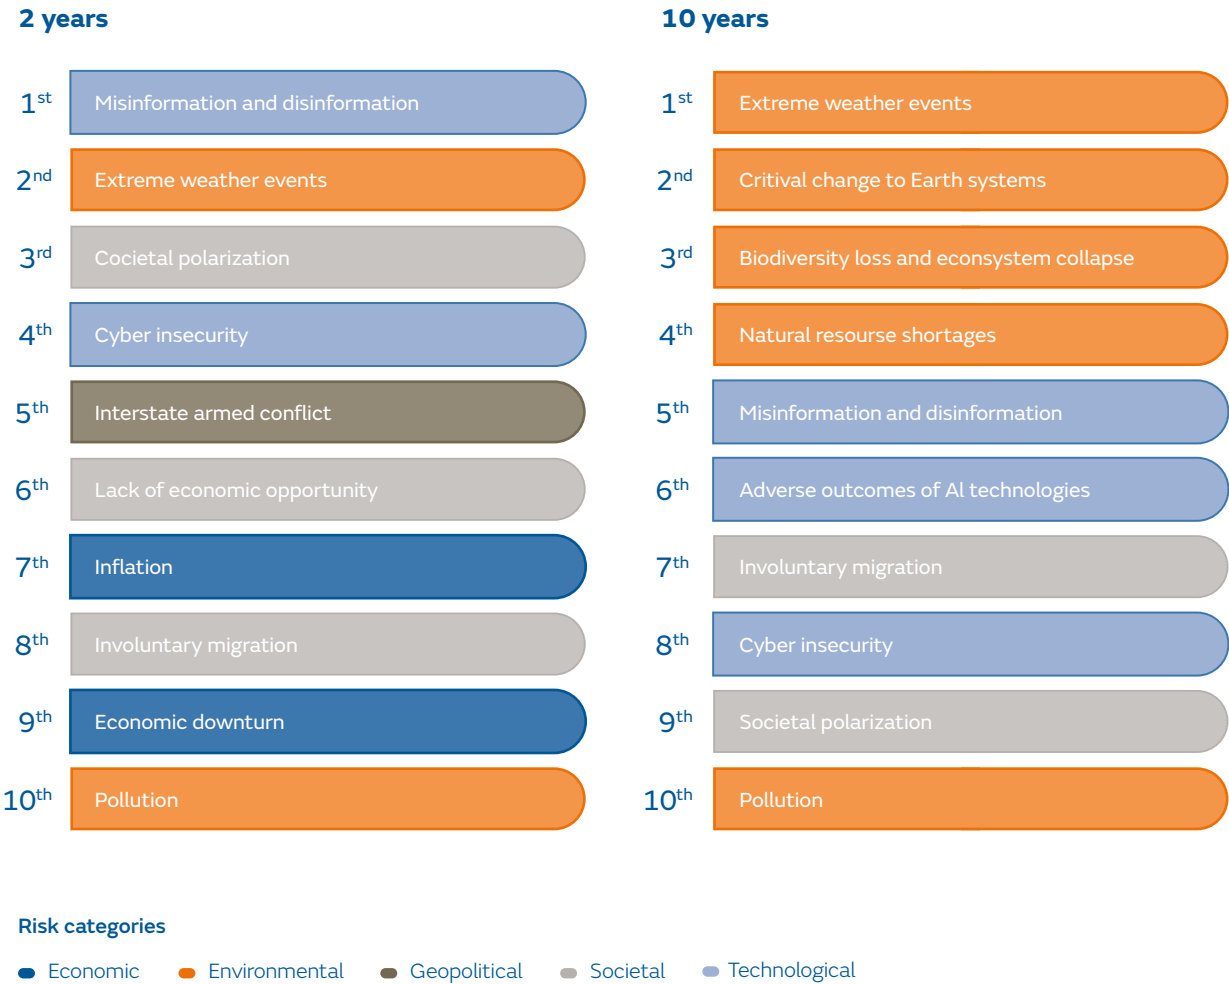 2 years
1st Misinformation and disinformation
2nd Extreme weather events
3rd Cocietal polarization
4th Cyber insecurity
5th Interstate armed conflict
6th Lack of economic opportunity
7th Inflation
8th Involuntary migration
9th Economic downturn
10th Pollution
10 years
1st Extreme weather events
2nd Critival change to Earth systems
3rd Biodiversity loss and econsystem collapse
4th Natural resourse shortages
5th Misinformation and disinformation
6th Adverse outcomes of Al technologies
7th Involuntary migration
8th Cyber insecurity
9th Societal polarization
10th Pollution
Risk categories
Economic Environmental Geopolitical Societal Technological